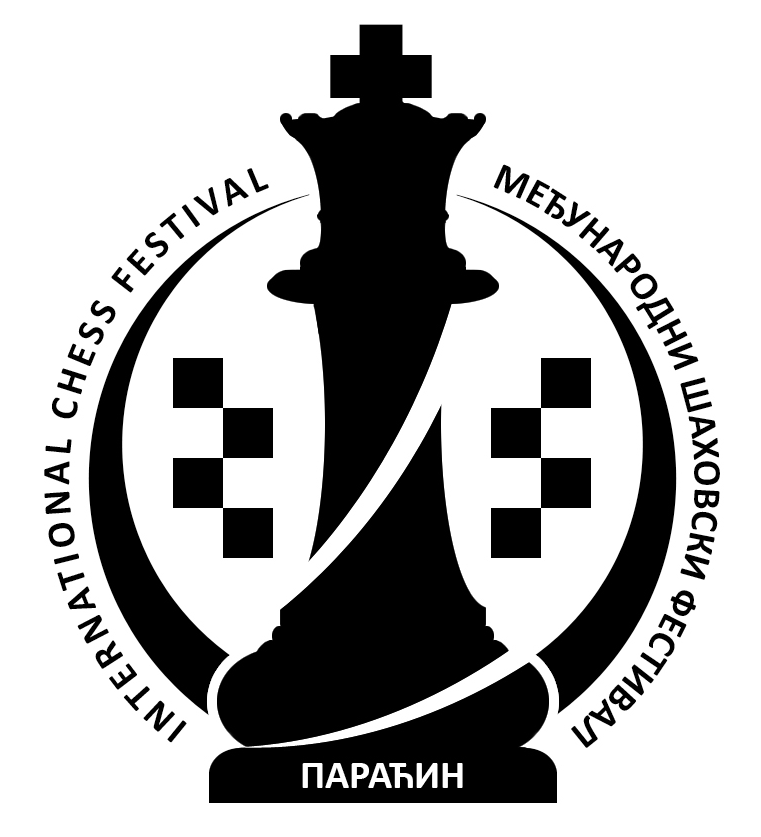 INTERNATIONAL CHESS FESTIVAL
МЕЂУНАРОДНИ ШАХОВСКИ ФЕСТИВАЛ
ПАРАЋИН